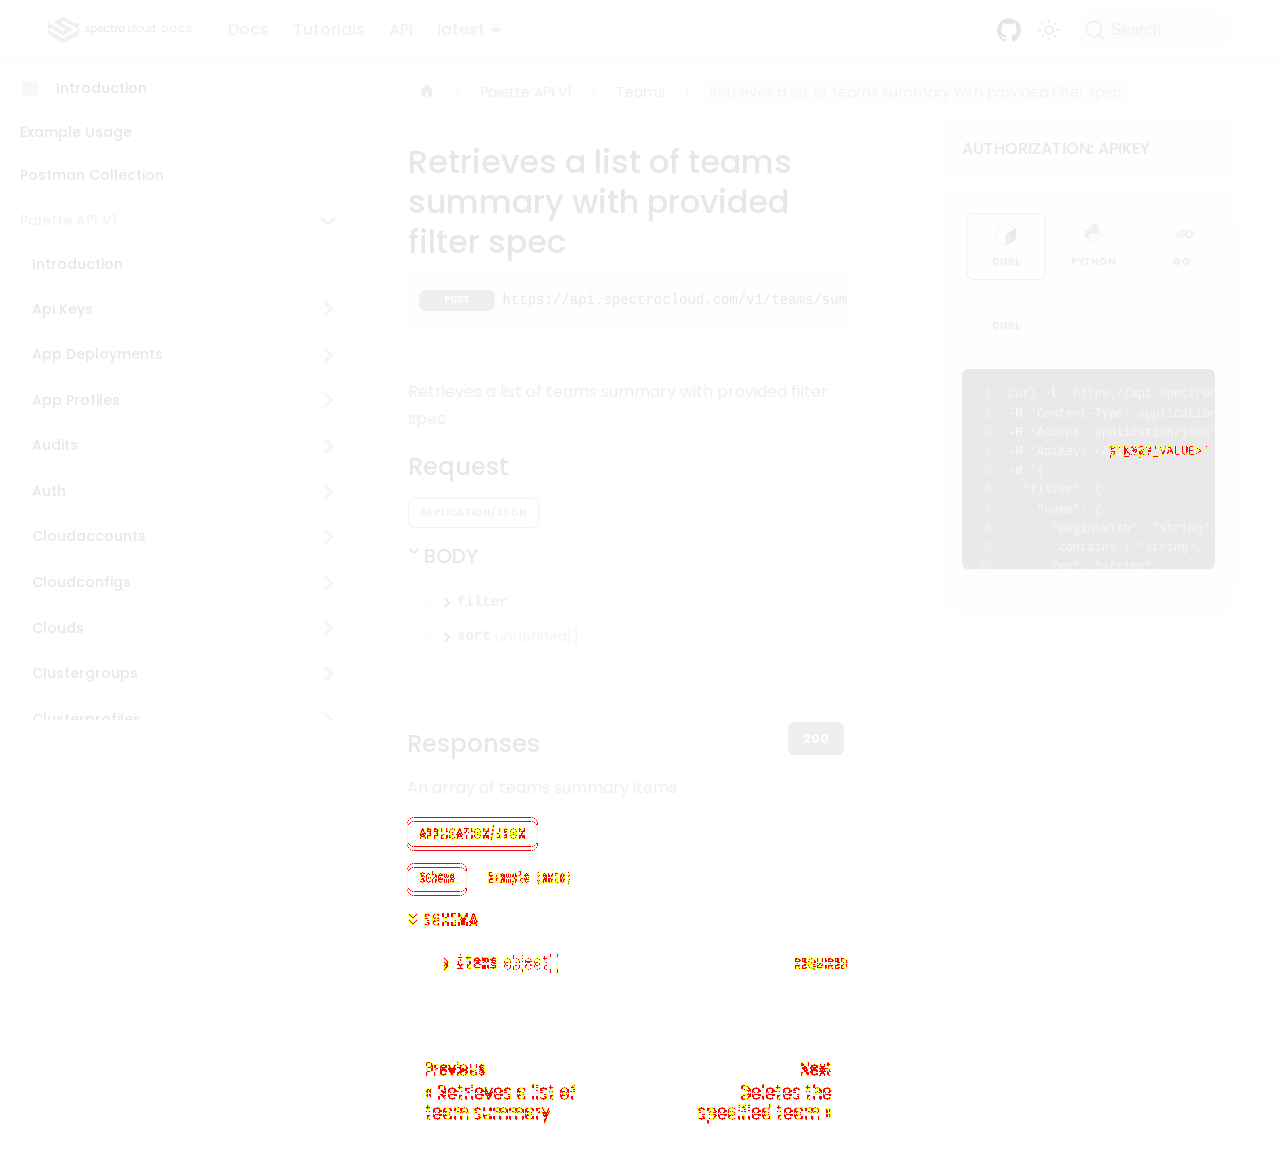 spectro cloud DOCS Docs Tutorials API latest Search
Introduction
Example Usage
Postman Collection
Palette API V1
Introduction
Api Keys
App Deployments
App Profiles
Audits
Auth
Cloudaccounts
Cloudconfigs
Clouds
Clustergroups
Clusterprofiles
Palette API V1 Teams Retrieves a list of teams summary with provided filter spec
Retrieves a list of teams
summary with provided
filter spec
POST https://api.spectrocloud.com/v1/teams/sum
Retrieves a list of teams summary with provided filter
spec
Request
APPLICATION/JSON
BODY
filter
sort undefined[]
Responses
200
An array of teams summary items
APPLICATION/JSON
Schema Example (auto)
SCHEMA
items object[] REQUIRED
Previous
« Retrieves a list of
team summary
Next
Deletes the
specified team »
AUTHORIZATION: APIKEY
CURL PYTHON GO
CURL
1 curl -L 'https://api.spectroc
2 -H 'Content-Type: application
3 -H 'Accept: application/json'
4 -H 'ApiKey: VALUE>'
5 -d '{
6 "filter": {
7 "name": {
8 "beginsWith": "string",
9 "contains": "string",
10 "eq": "string"